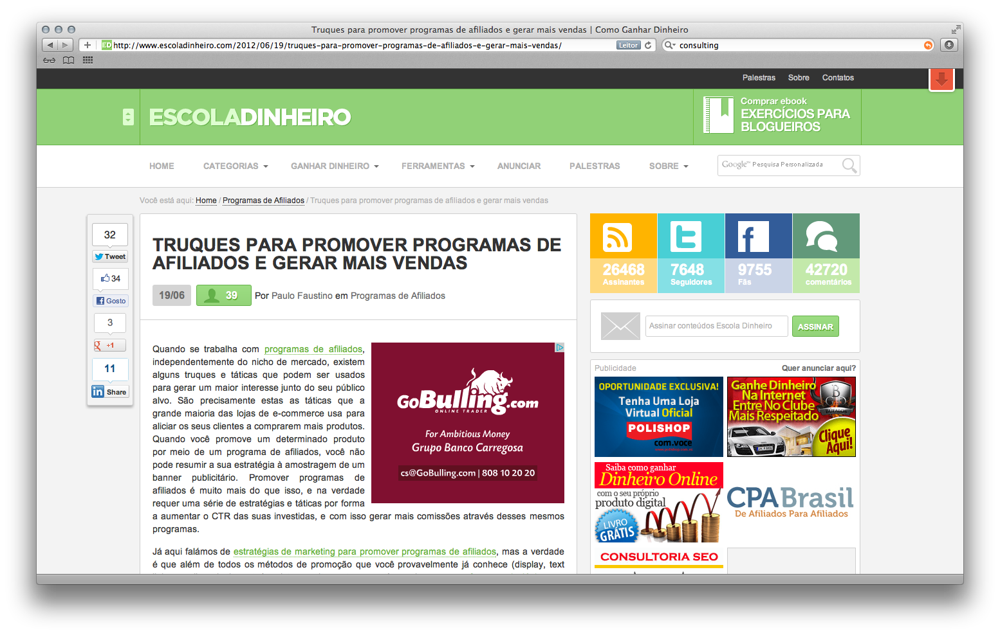 Truques para promover programas de afiliados e gerar mais vendas | Como Ganhar Dinheiro
ED http://www.escoladinheiro.com/2012/06/19/truques-para-promover-programas-de-afiliados-e-gerar-mais-vendas/ Leitor
consulting
Palestras Sobre Contatos
ESCOLADINHEIRO
Comprar ebook
EXERCÍCIOS PARA
BLOGUEIROS
HOME CATEGORIAS GANHAR DINHEIRO FERRAMENTAS ANUNCIAR PALESTRAS SOBRE
Google™ Pesquisa Personalizada
Você está aqui: Home / Programas de Afiliados / Truques para promover programas de afiliados e gerar mais vendas
32
Tweet
34
Gosto
3
+1
11
in Share
TRUQUES PARA PROMOVER PROGRAMAS DE
AFILIADOS E GERAR MAIS VENDAS
19/06 39 Por Paulo Faustino em Programas de Afiliados
Quando se trabalha com programas de afiliados,
independentemente do nicho de mercado, existem
alguns truques e táticas que podem ser usados
para gerar um maior interesse junto do seu público
alvo. São precisamente estas as táticas que a
grande maioria das lojas de e-commerce usa para
aliciar os seus clientes a comprarem mais produtos.
Quando você promove um determinado produto
por meio de um programa de afiliados, você não
pode resumir a sua estratégia à amostragem de um
banner publicitário. Promover programas de
afiliados é muito mais do que isso, e na verdade
requer uma série de estratégias e táticas por forma
a aumentar o CTR das suas investidas, e com isso gerar mais comissões através desses mesmos
programas.
Já aqui falámos de estratégias de marketing para promover programas de afiliados, mas a verdade
é que além de todos os métodos de promoção que você provavelmente já conhece (display, text
GoBulling.com
ONLINE TRADER
For Ambitious Money
Grupo Banco Carregosa
cs@GoBulling.com | 808 10 20 20
26468
Assinantes
7648
Seguidores
9755
Fãs
42720
comentários
Assinar conteúdos Escola Dinheiro
ASSINAR
Publicidade Quer anunciar aqui?
OPORTUNIDADE EXCLUSIVA!
Tenha Uma Loja
Virtual Oficial
POLISHOP
com.voce
Ganhe Dinheiro
Na Internet
Entre No Clube
Mais Respeitado
Clique
Aqui!
Saiba como ganhar
Dinheiro Online
com o seu próprio
produto digital
LIVRO
GRÁTIS
CPABrasil
De Afiliados Para Afiliados
CONSULTORIA SEO